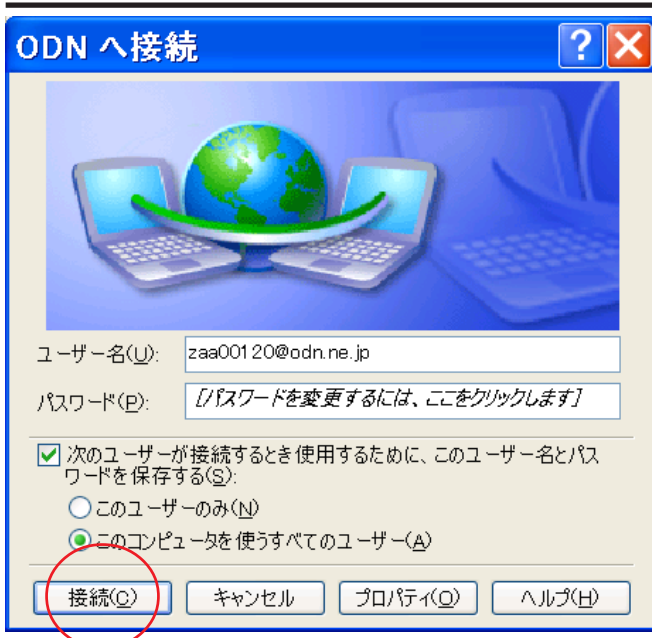 ODN へ接続
ユーザー名(U):
zaa00120@odn.ne.jp
パスワード(P):
[パスワードを変更するには、ここをクリックします]
次のユーザーが接続するとき使用するために、このユーザー名とパス
ワードを保存する(S):
このユーザーのみ(N)
このコンピュータを使うすべてのユーザー(A)
接続(C)
キャンセル
プロパティ(O)
ヘルプ(H)